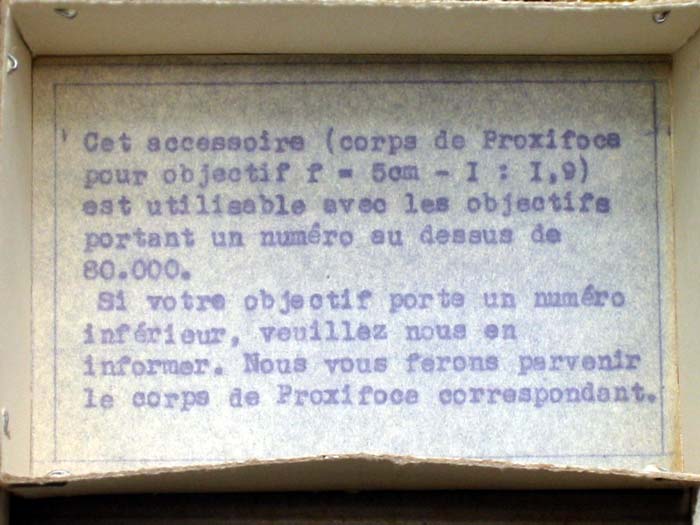 Cet accessoire (corps de Proxifoca
pour objectif f = 5cm - I : I,9)
est utilisable avec les objectifs
portant un numéro au dessus de
80.000.
Si votre objectif porte un numéro
inférieur, veuillez nous en
informer. Nous vous ferons parvenir
le corps de Proxifoca correspondant.